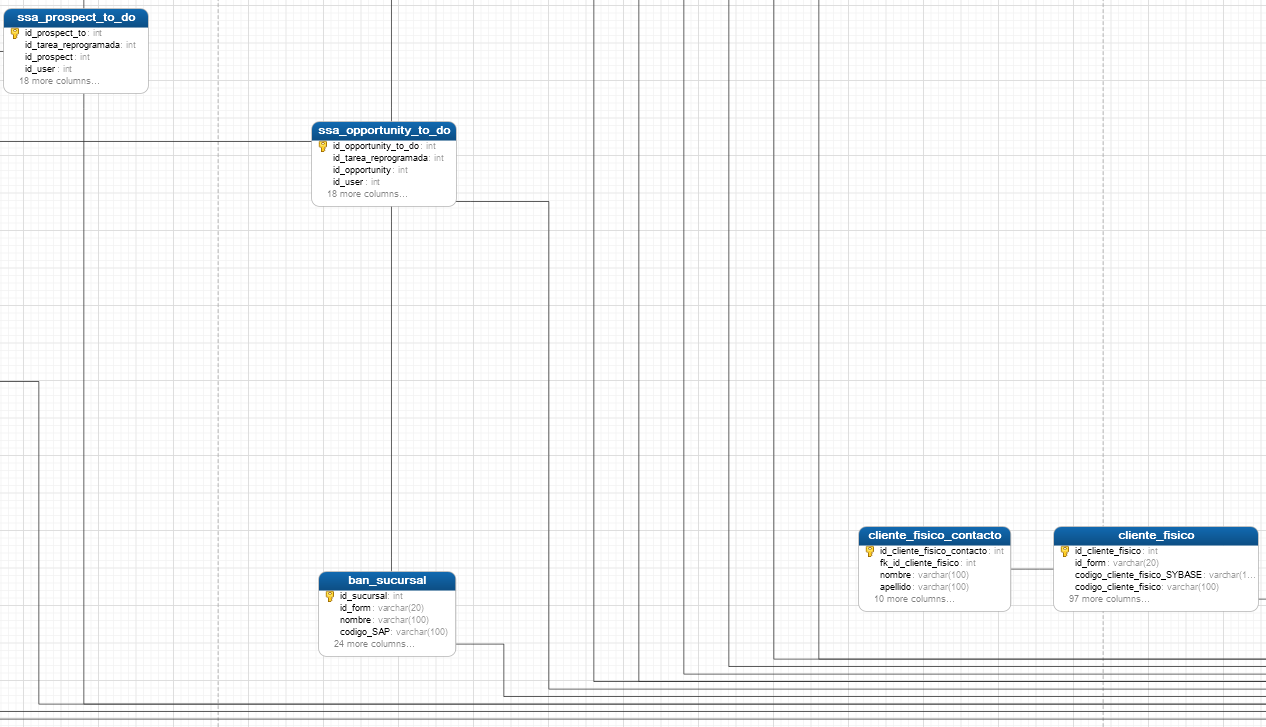 ssa_prospect_to_do
id_prospect_to : int
id_tarea_reprogramada : int
id_prospect : int
id_user : int
18 more columns...
ssa_opportunity_to_do
id_opportunity_to_do : int
id_tarea_reprogramada : int
id_opportunity : int
id_user : int
18 more columns...
cliente_fisico_contacto
id_cliente_fisico_contacto : int
fk_id_cliente_fisico : int
nombre : varchar(100)
apellido : varchar(100)
10 more columns...
cliente_fisico
id_cliente_fisico : int
id_form : varchar(20)
codigo_cliente_fisico_SYBASE : varchar(1...
codigo_cliente_fisico : varchar(100)
97 more columns...
ban_sucursal
id_sucursal : int
id_form : varchar(20)
nombre : varchar(100)
codigo_SAP : varchar(100)
24 more columns...